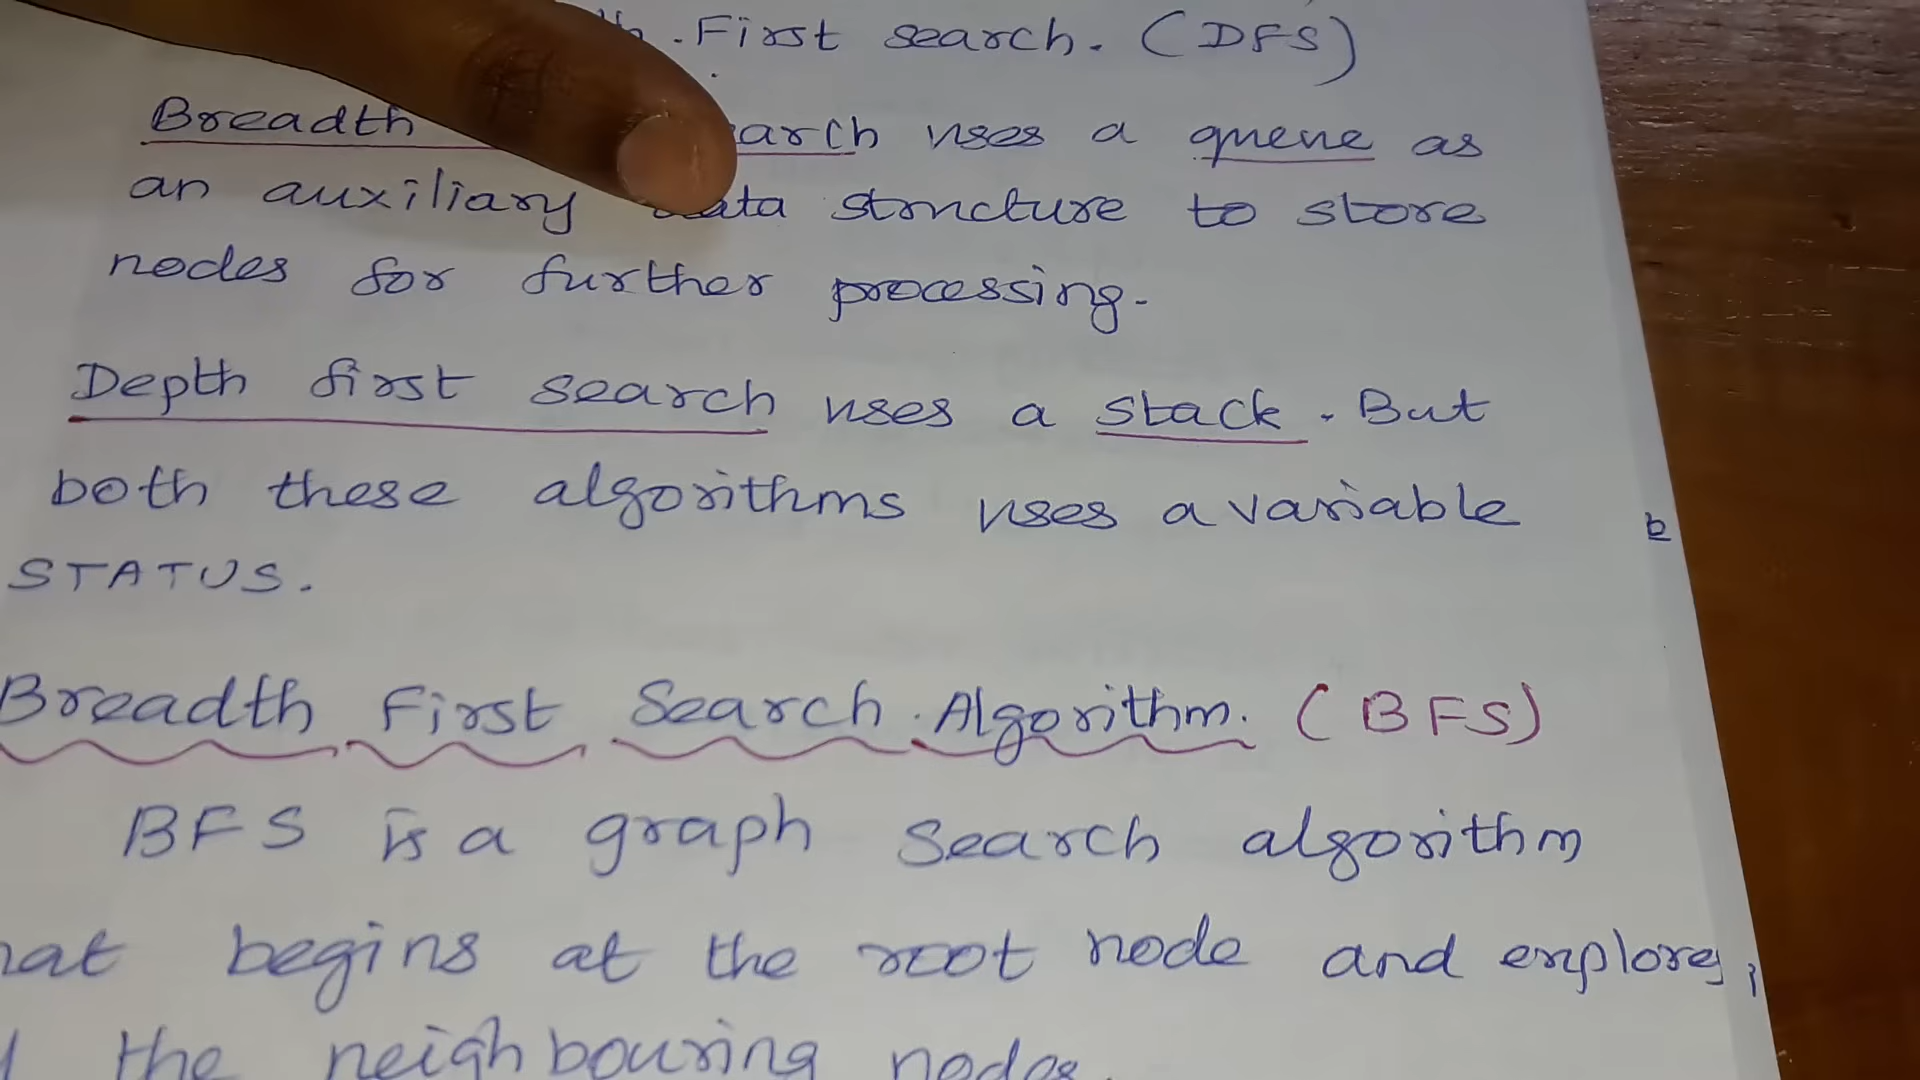 . First search. (DFS)
Breadth uses a queue as
an auxiliary structure to store
nodes for further processing.
Depth first search uses a stack. But
both these algorithms uses a variable
STATUS.
b
Breadth First Search Algorithm. (BFS)
BFS is a graph search algorithm
begins at the root node and explores
the neighbouring nodes.